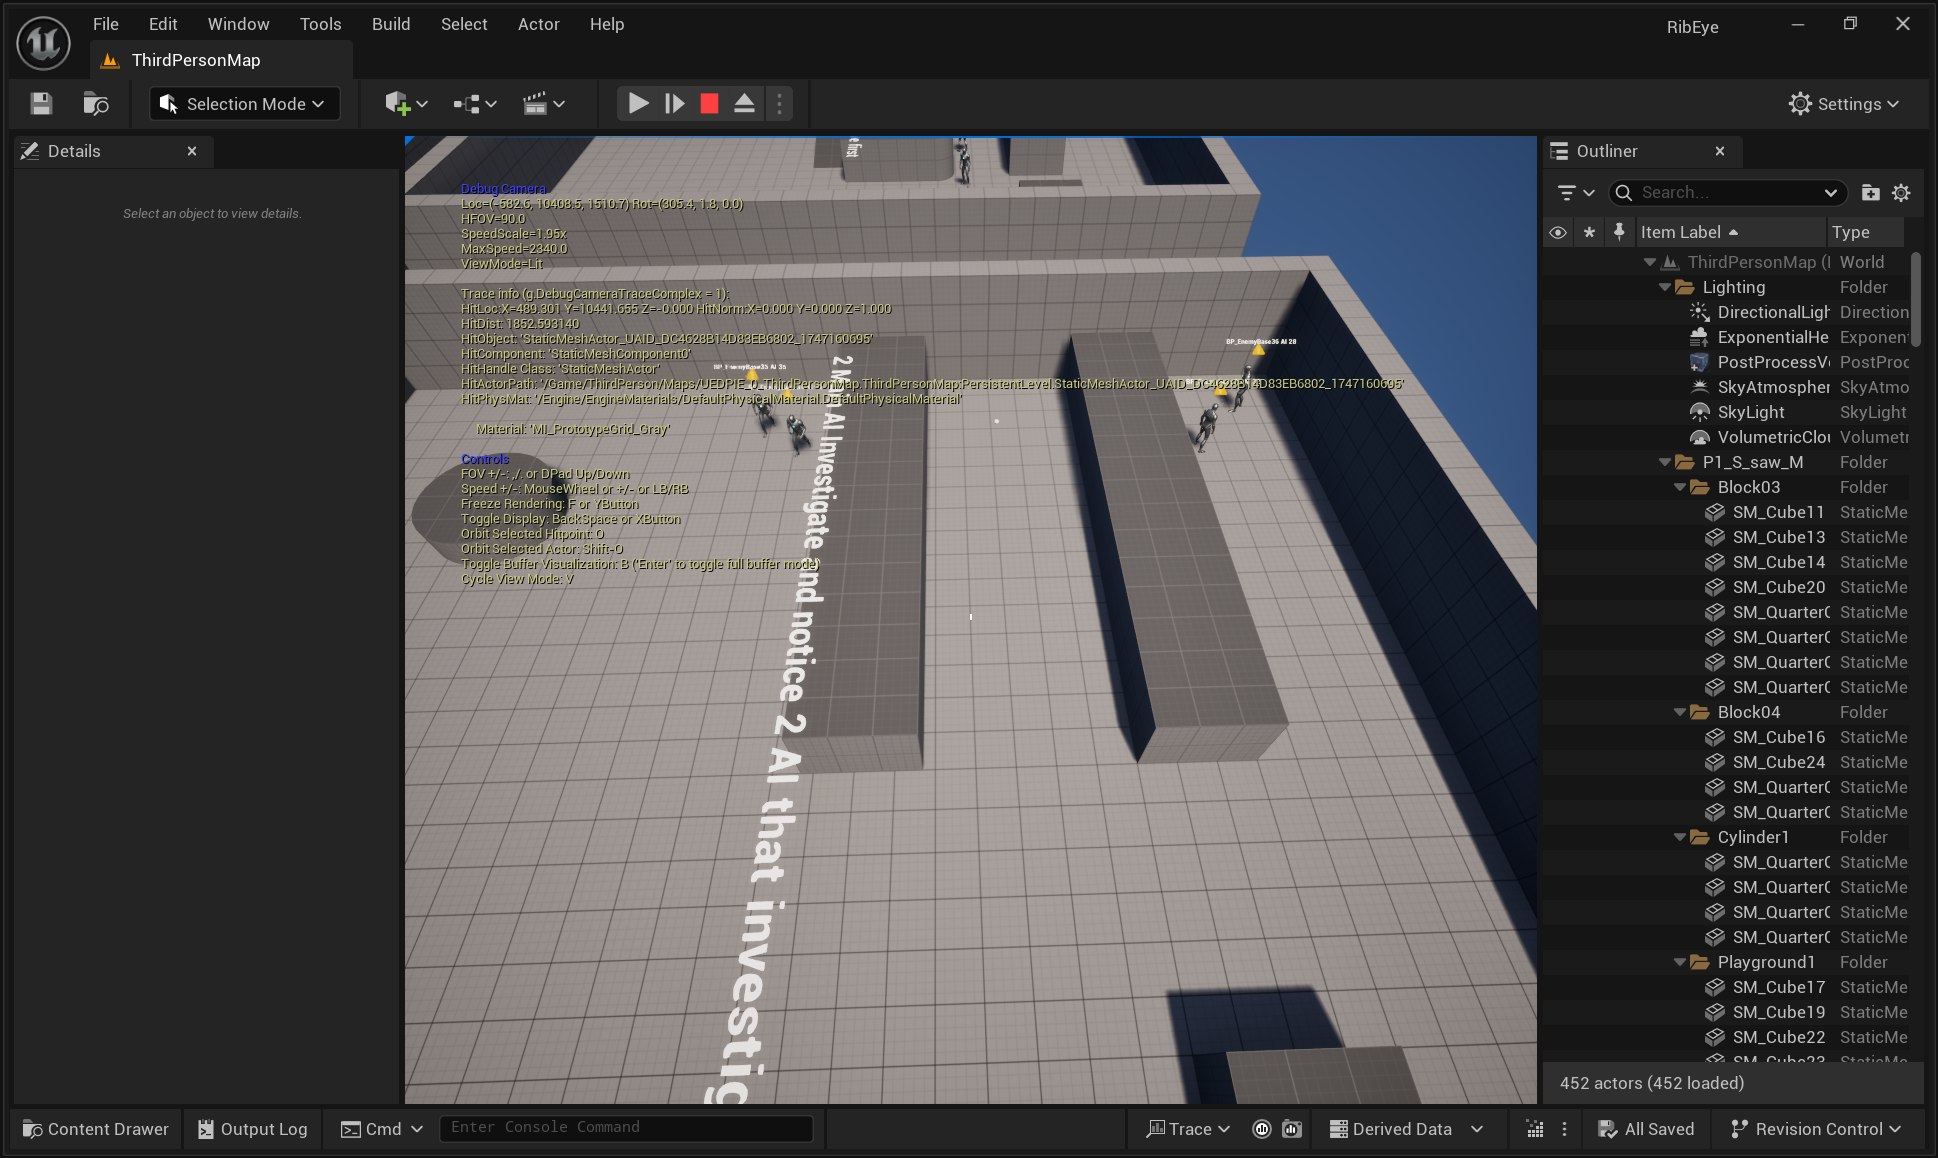 File Edit Window Tools Build Select Actor Help
RibEye
ThirdPersonMap
Selection Mode
Settings
Details
Select an object to view details.
e first
Debug Camera
Loc=(-682.6, 10408.5, 1510.7) Rot=(305.4, 1.8, 0.0)
HFOV=90.0
SpeedScale=1.95x
MaxSpeed=2340.0
ViewMode=Lit
Trace info (g.DebugCameraTraceComplex = 1):
HitLoc:X=489.301 Y=10441.655 Z=-0.000 HitNorm:X=0.000 Y=0.000 Z=1.000
HitDist: 1852.593140
HitObject: 'StaticMeshActor_UAID_DC4628B14D83EB6802_1747160695'
HitComponent: 'StaticMeshComponent0'
HitHandle Class: 'StaticMeshActor'
HitActorPath: '/Game/ThirdPerson/Maps/UEDPIE_0_ThirdPersonMap.ThirdPersonMap:PersistentLevel.StaticMeshActor_UAID_DC4628B14D83EB6802_1747160695'
HitPhysMat: '/Engine/EngineMaterials/DefaultPhysicalMaterial.DefaultPhysicalMaterial'
Material: 'MI_PrototypeGrid_Gray'
Controls
FOV +/-: ,/. or DPad Up/Down
Speed +/-: MouseWheel or +/- or LB/RB
Freeze Rendering: F or YButton
Toggle Display: BackSpace or XButton
Orbit Selected Hitpoint: O
Orbit Selected Actor: Shift-O
Toggle Buffer Visualization: B ('Enter' to toggle full buffer mode)
Cycle View Mode: V
BP_EnemyBase35 AI 35
BP_EnemyBase36 AI 28
AI Investigate and notice 2 AI that investig
Outliner
Search...
Item Label Type
ThirdPersonMap ( World
Lighting Folder
DirectionalLigh Direction
ExponentialHe Exponen
PostProcessV PostProc
SkyAtmospher SkyAtmo
SkyLight SkyLight
VolumetricClou Volumetr
P1_S_saw_M Folder
Block03 Folder
SM_Cube11 StaticMe
SM_Cube13 StaticMe
SM_Cube14 StaticMe
SM_Cube20 StaticMe
SM_Quarter StaticMe
SM_Quarter StaticMe
SM_Quarter StaticMe
SM_Quarter StaticMe
Block04 Folder
SM_Cube16 StaticMe
SM_Cube24 StaticMe
SM_Quarter StaticMe
SM_Quarter StaticMe
Cylinder1 Folder
SM_Quarter StaticMe
SM_Quarter StaticMe
SM_Quarter StaticMe
SM_Quarter StaticMe
Playground1 Folder
SM_Cube17 StaticMe
SM_Cube19 StaticMe
SM_Cube22 StaticMe
SM_Cube23 StaticMe
452 actors (452 loaded)
Content Drawer Output Log Cmd Enter Console Command Trace Derived Data All Saved Revision Control